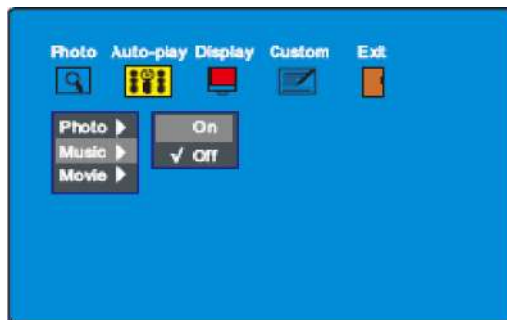 Photo Auto-play Display Custom Exit
Photo
Music
Movie
On
√ Off